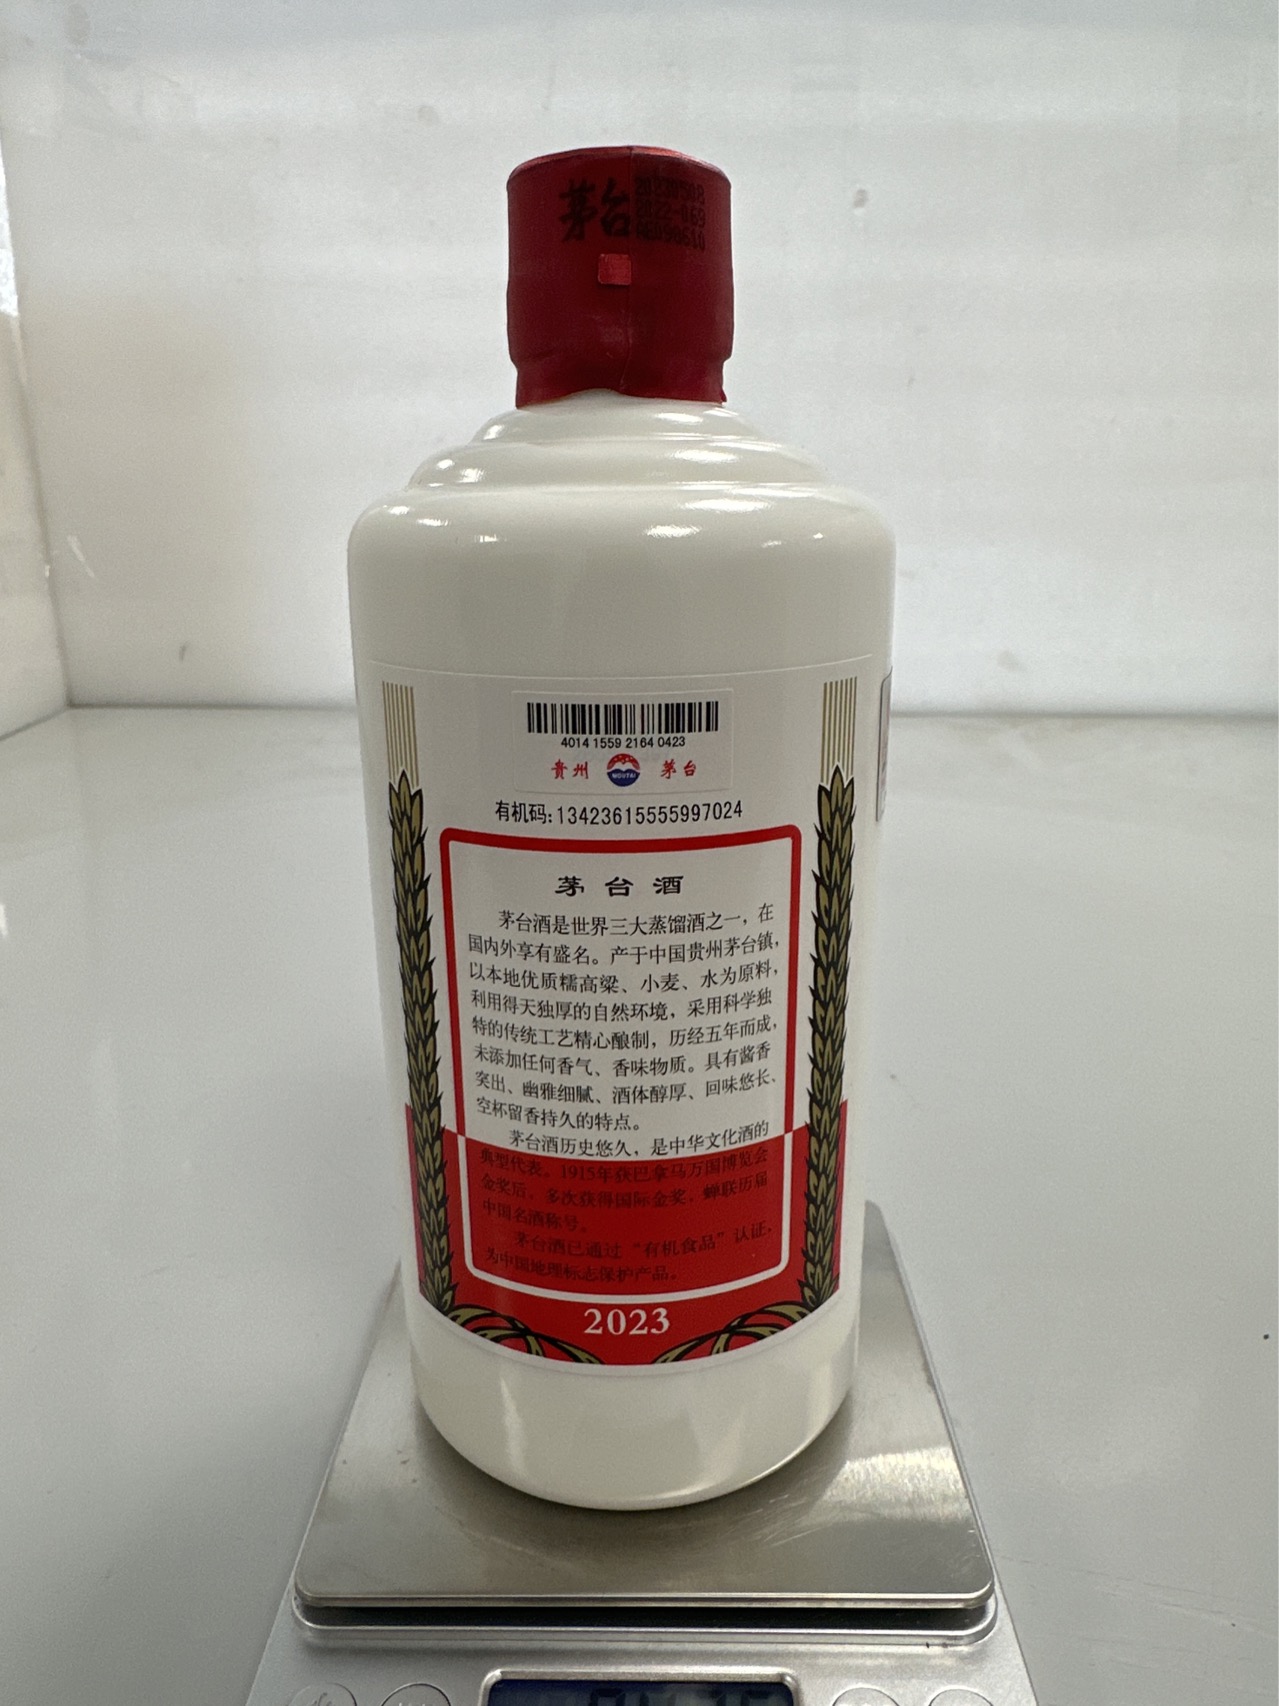 茅台
20230508
2022-069
4014 1559 2164 0423
贵州 MOUTAI 茅台
有机码:13423615555997024
茅台酒
茅台酒是世界三大蒸馏酒之一，在
国内外享有盛名。产于中国贵州茅台镇，
以本地优质糯高粱、小麦、水为原料，
利用得天独厚的自然环境，采用科学独
特的传统工艺精心酿制，历经五年而成，
未添加任何香气、香味物质。具有酱香
突出、幽雅细腻、酒体醇厚、回味悠长、
空杯留香持久的特点。
茅台酒历史悠久，是中华文化酒的
典型代表。1915年获巴拿马万国博览会
金奖后，多次获得国际金奖，蝉联历届
中国名酒称号。
茅台酒已通过“有机食品”认证，
为中国地理标志保护产品。
2023